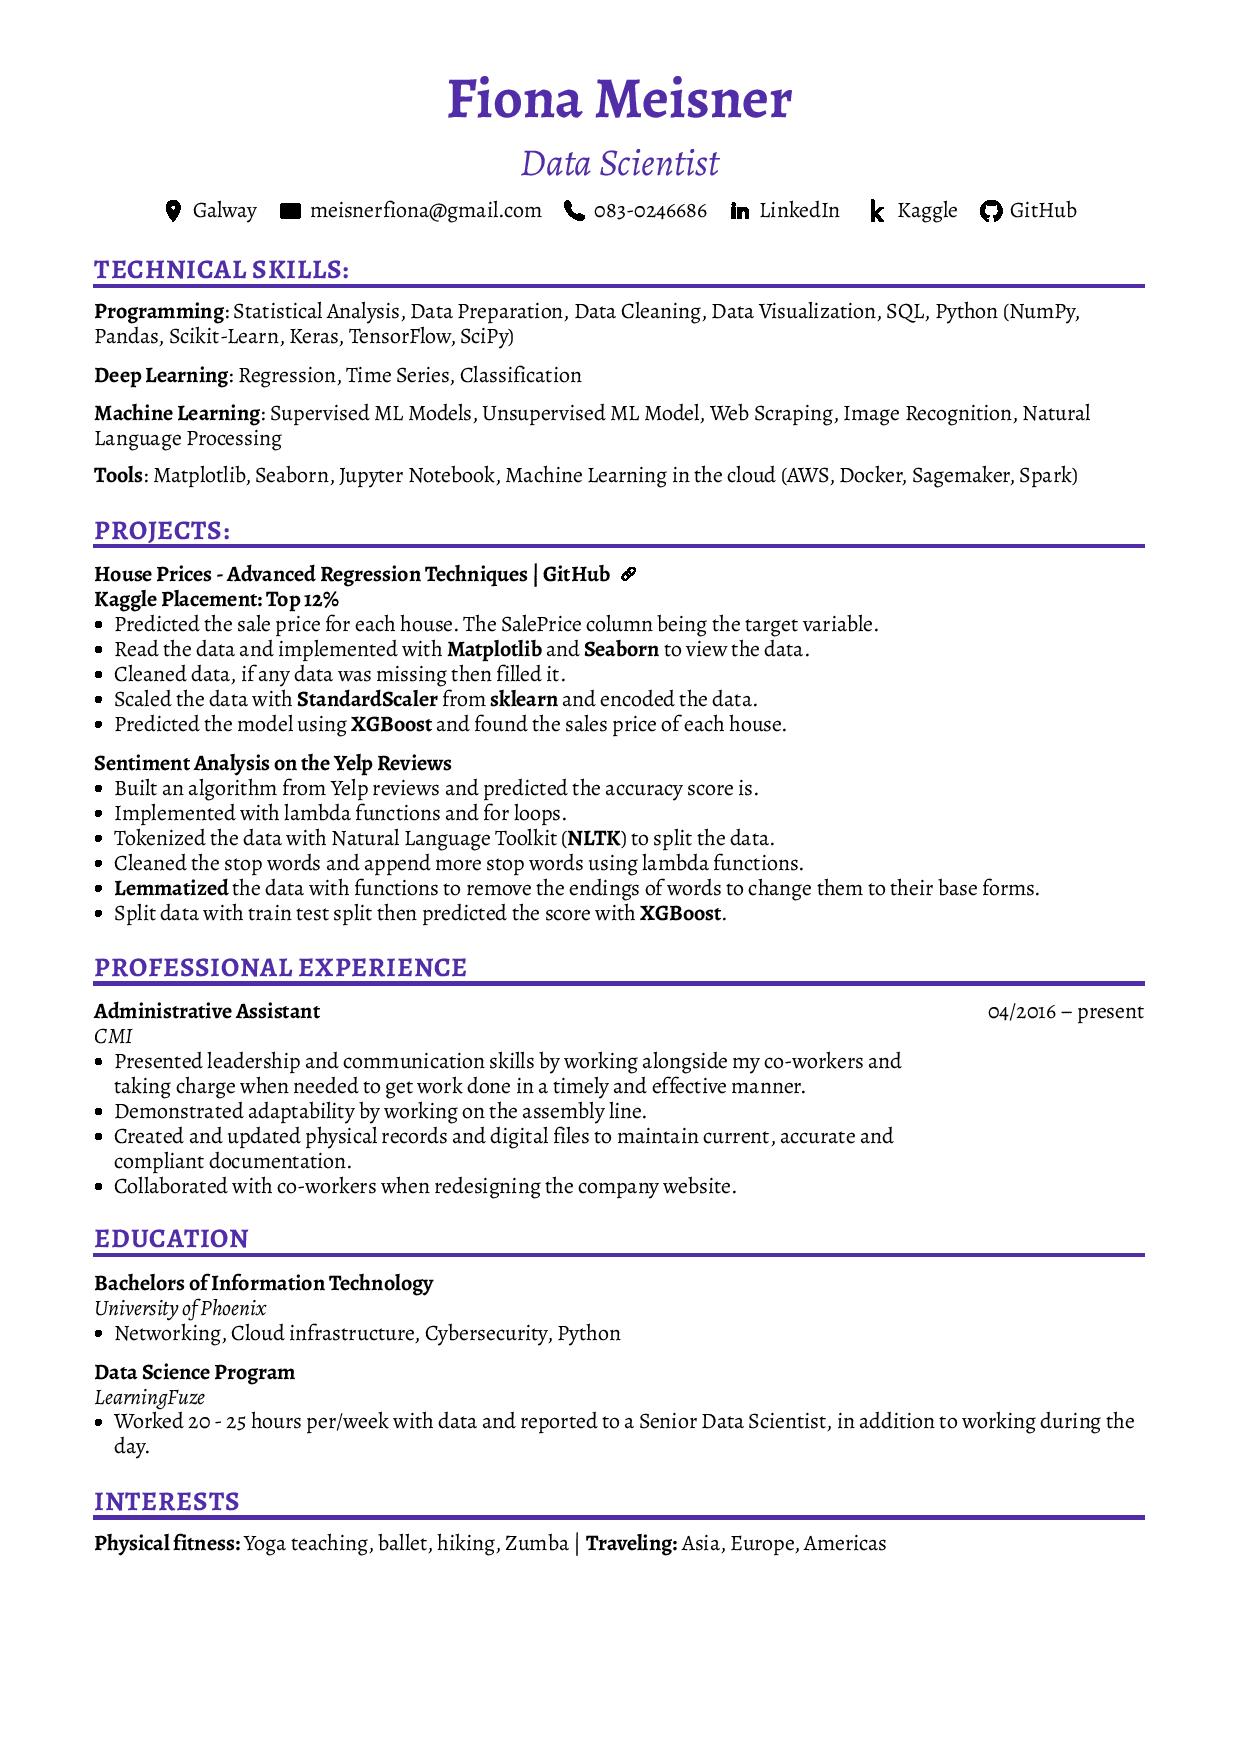 Fiona Meisner
Data Scientist
Galway meisnerfiona@gmail.com 083-0246686 LinkedIn Kaggle GitHub
TECHNICAL SKILLS:
Programming: Statistical Analysis, Data Preparation, Data Cleaning, Data Visualization, SQL, Python (NumPy,
Pandas, Scikit-Learn, Keras, TensorFlow, SciPy)
Deep Learning: Regression, Time Series, Classification
Machine Learning: Supervised ML Models, Unsupervised ML Model, Web Scraping, Image Recognition, Natural
Language Processing
Tools: Matplotlib, Seaborn, Jupyter Notebook, Machine Learning in the cloud (AWS, Docker, Sagemaker, Spark)
PROJECTS:
House Prices - Advanced Regression Techniques | GitHub
Kaggle Placement: Top 12%
• Predicted the sale price for each house. The SalePrice column being the target variable.
• Read the data and implemented with Matplotlib and Seaborn to view the data.
• Cleaned data, if any data was missing then filled it.
• Scaled the data with StandardScaler from sklearn and encoded the data.
• Predicted the model using XGBoost and found the sales price of each house.
Sentiment Analysis on the Yelp Reviews
• Built an algorithm from Yelp reviews and predicted the accuracy score is.
• Implemented with lambda functions and for loops.
• Tokenized the data with Natural Language Toolkit (NLTK) to split the data.
• Cleaned the stop words and append more stop words using lambda functions.
• Lemmatized the data with functions to remove the endings of words to change them to their base forms.
• Split data with train test split then predicted the score with XGBoost.
PROFESSIONAL EXPERIENCE
Administrative Assistant 04/2016 – present
CMI
• Presented leadership and communication skills by working alongside my co-workers and
taking charge when needed to get work done in a timely and effective manner.
• Demonstrated adaptability by working on the assembly line.
• Created and updated physical records and digital files to maintain current, accurate and
compliant documentation.
• Collaborated with co-workers when redesigning the company website.
EDUCATION
Bachelors of Information Technology
University of Phoenix
• Networking, Cloud infrastructure, Cybersecurity, Python
Data Science Program
LearningFuze
• Worked 20 - 25 hours per/week with data and reported to a Senior Data Scientist, in addition to working during the
day.
INTERESTS
Physical fitness: Yoga teaching, ballet, hiking, Zumba | Traveling: Asia, Europe, Americas